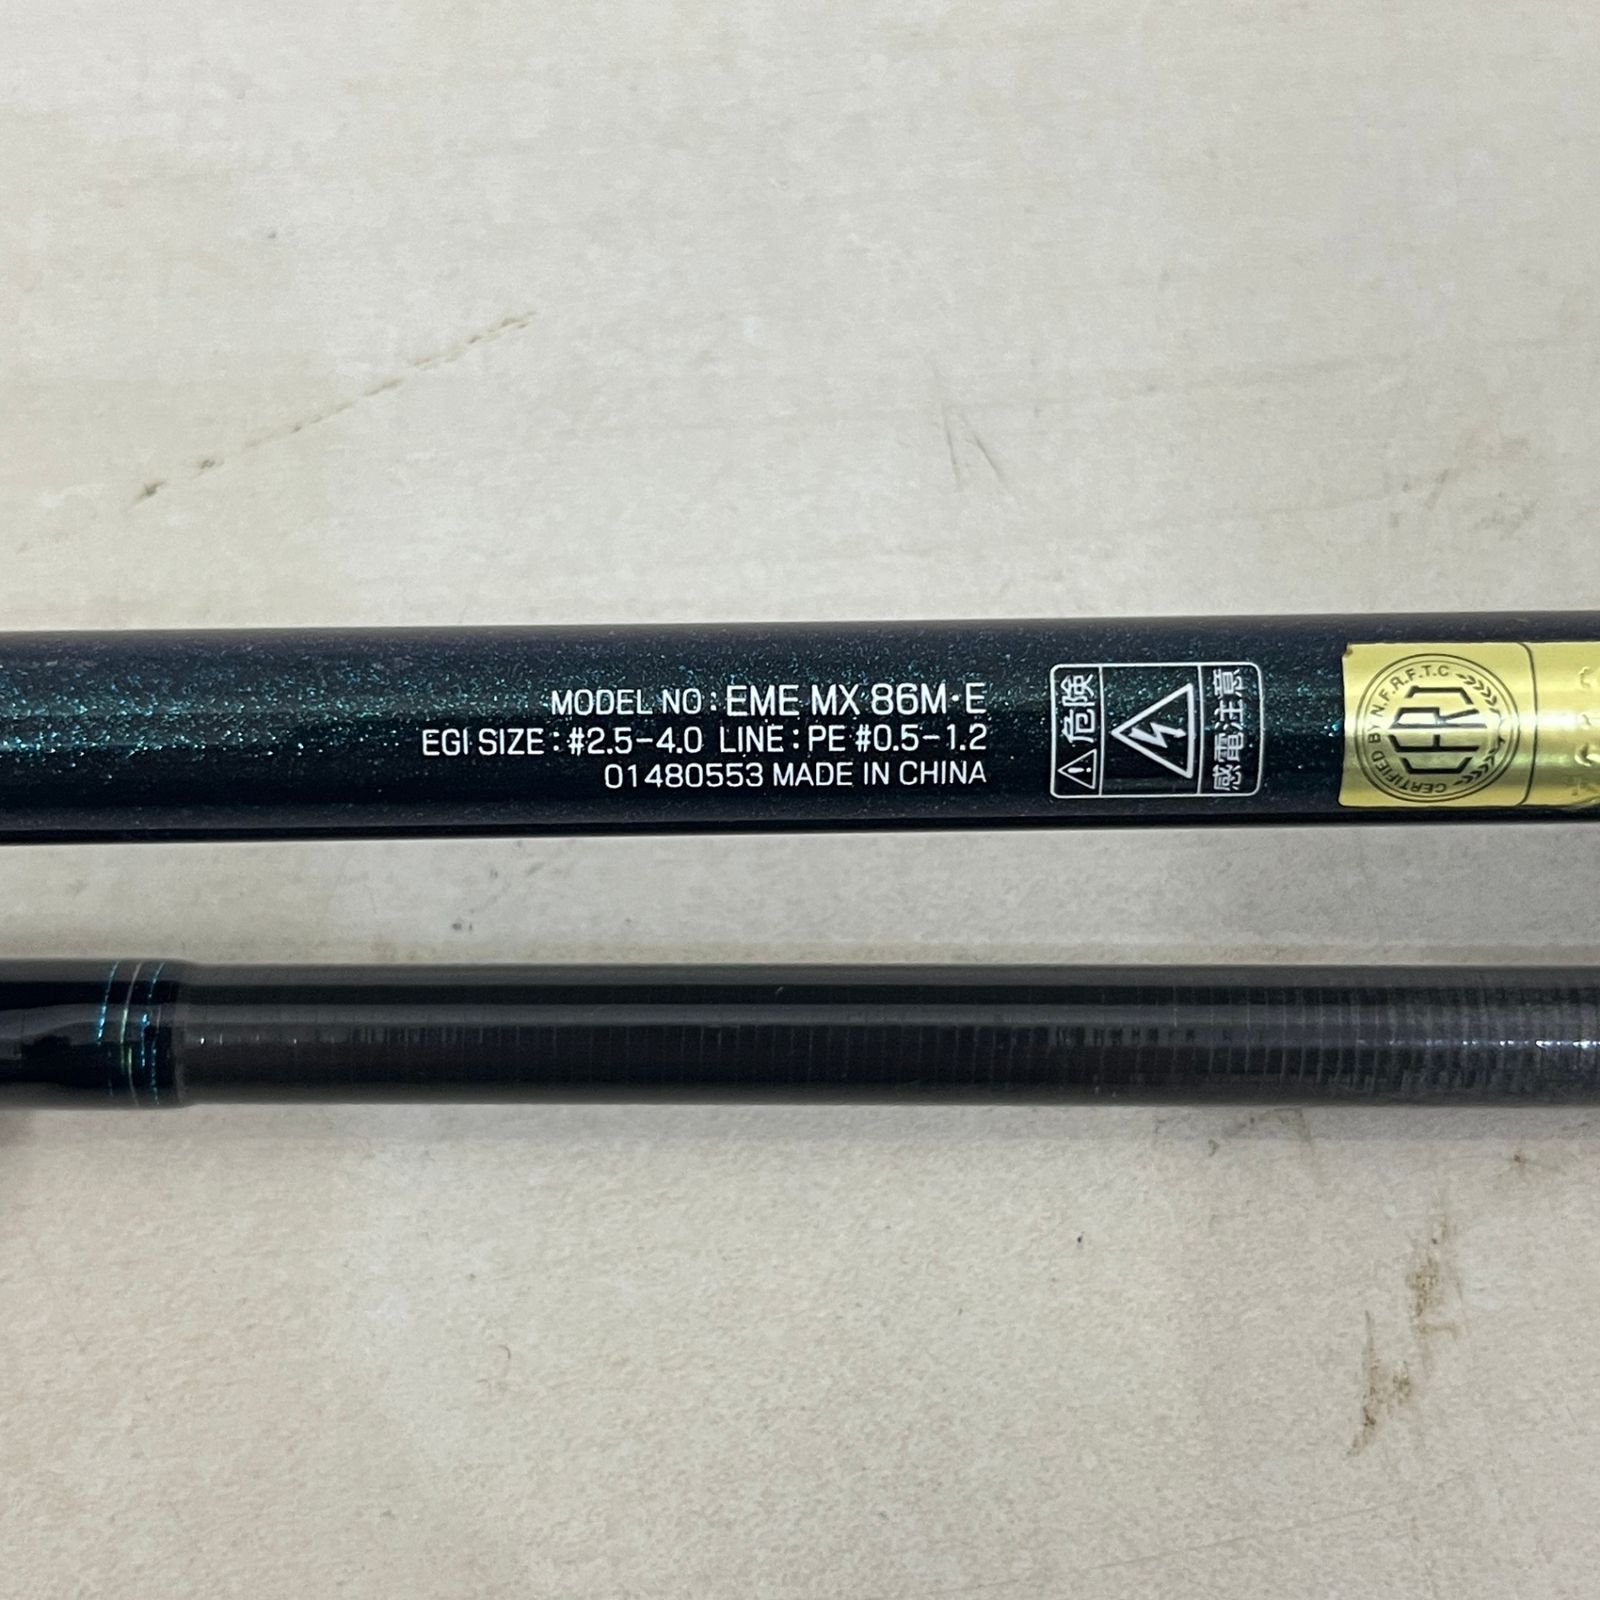 MODEL NO : EME MX 86M·E
EGI SIZE : #2.5-4.0 LINE : PE #0.5-1.2
01480553 MADE IN CHINA
危険
感電注意
CERTIFIED BY N.F.R.F.T.C
CFR